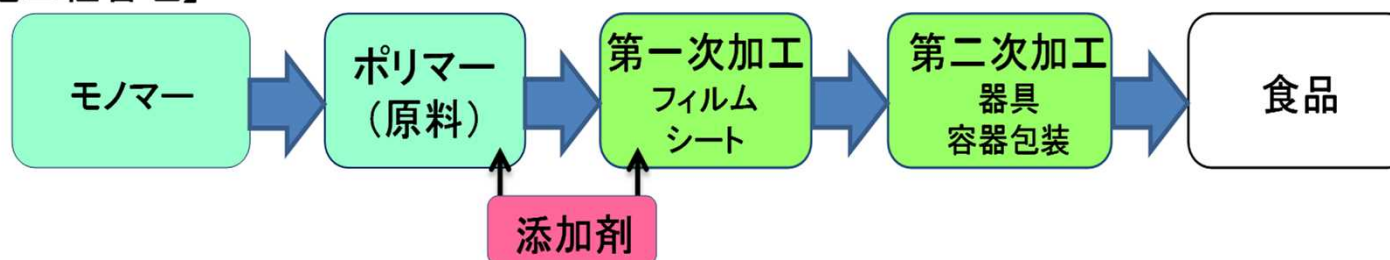 モノマー
ポリマー
(原料)
第一次加工
フィルム
シート
第二次加工
器具
容器包装
食品
添加剤